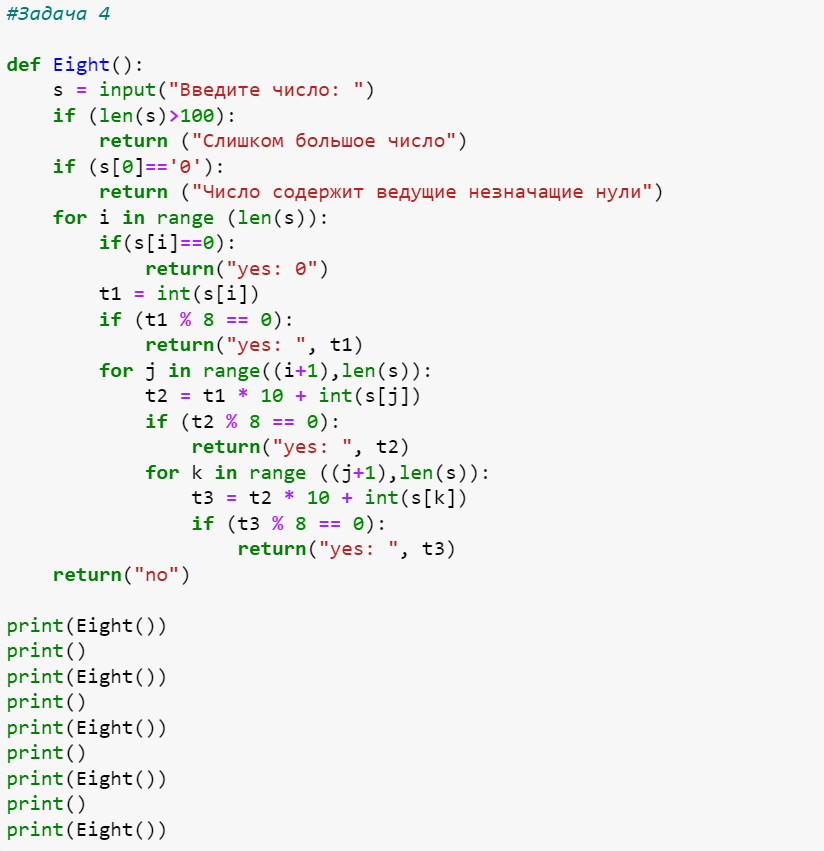 #Задача 4

def Eight():
    s = input("Введите число: ")
    if (len(s)>100):
        return ("Слишком большое число")
    if (s[0]=='0'):
        return ("Число содержит ведущие незначащие нули")
    for i in range (len(s)):
        if(s[i]==0):
            return("yes: 0")
        t1 = int(s[i])
        if (t1 % 8 == 0):
            return("yes: ", t1)
        for j in range((i+1),len(s)):
            t2 = t1 * 10 + int(s[j])
            if (t2 % 8 == 0):
                return("yes: ", t2)
            for k in range ((j+1),len(s)):
                t3 = t2 * 10 + int(s[k])
                if (t3 % 8 == 0):
                    return("yes: ", t3)
    return("no")

print(Eight())
print()
print(Eight())
print()
print(Eight())
print()
print(Eight())
print()
print(Eight())